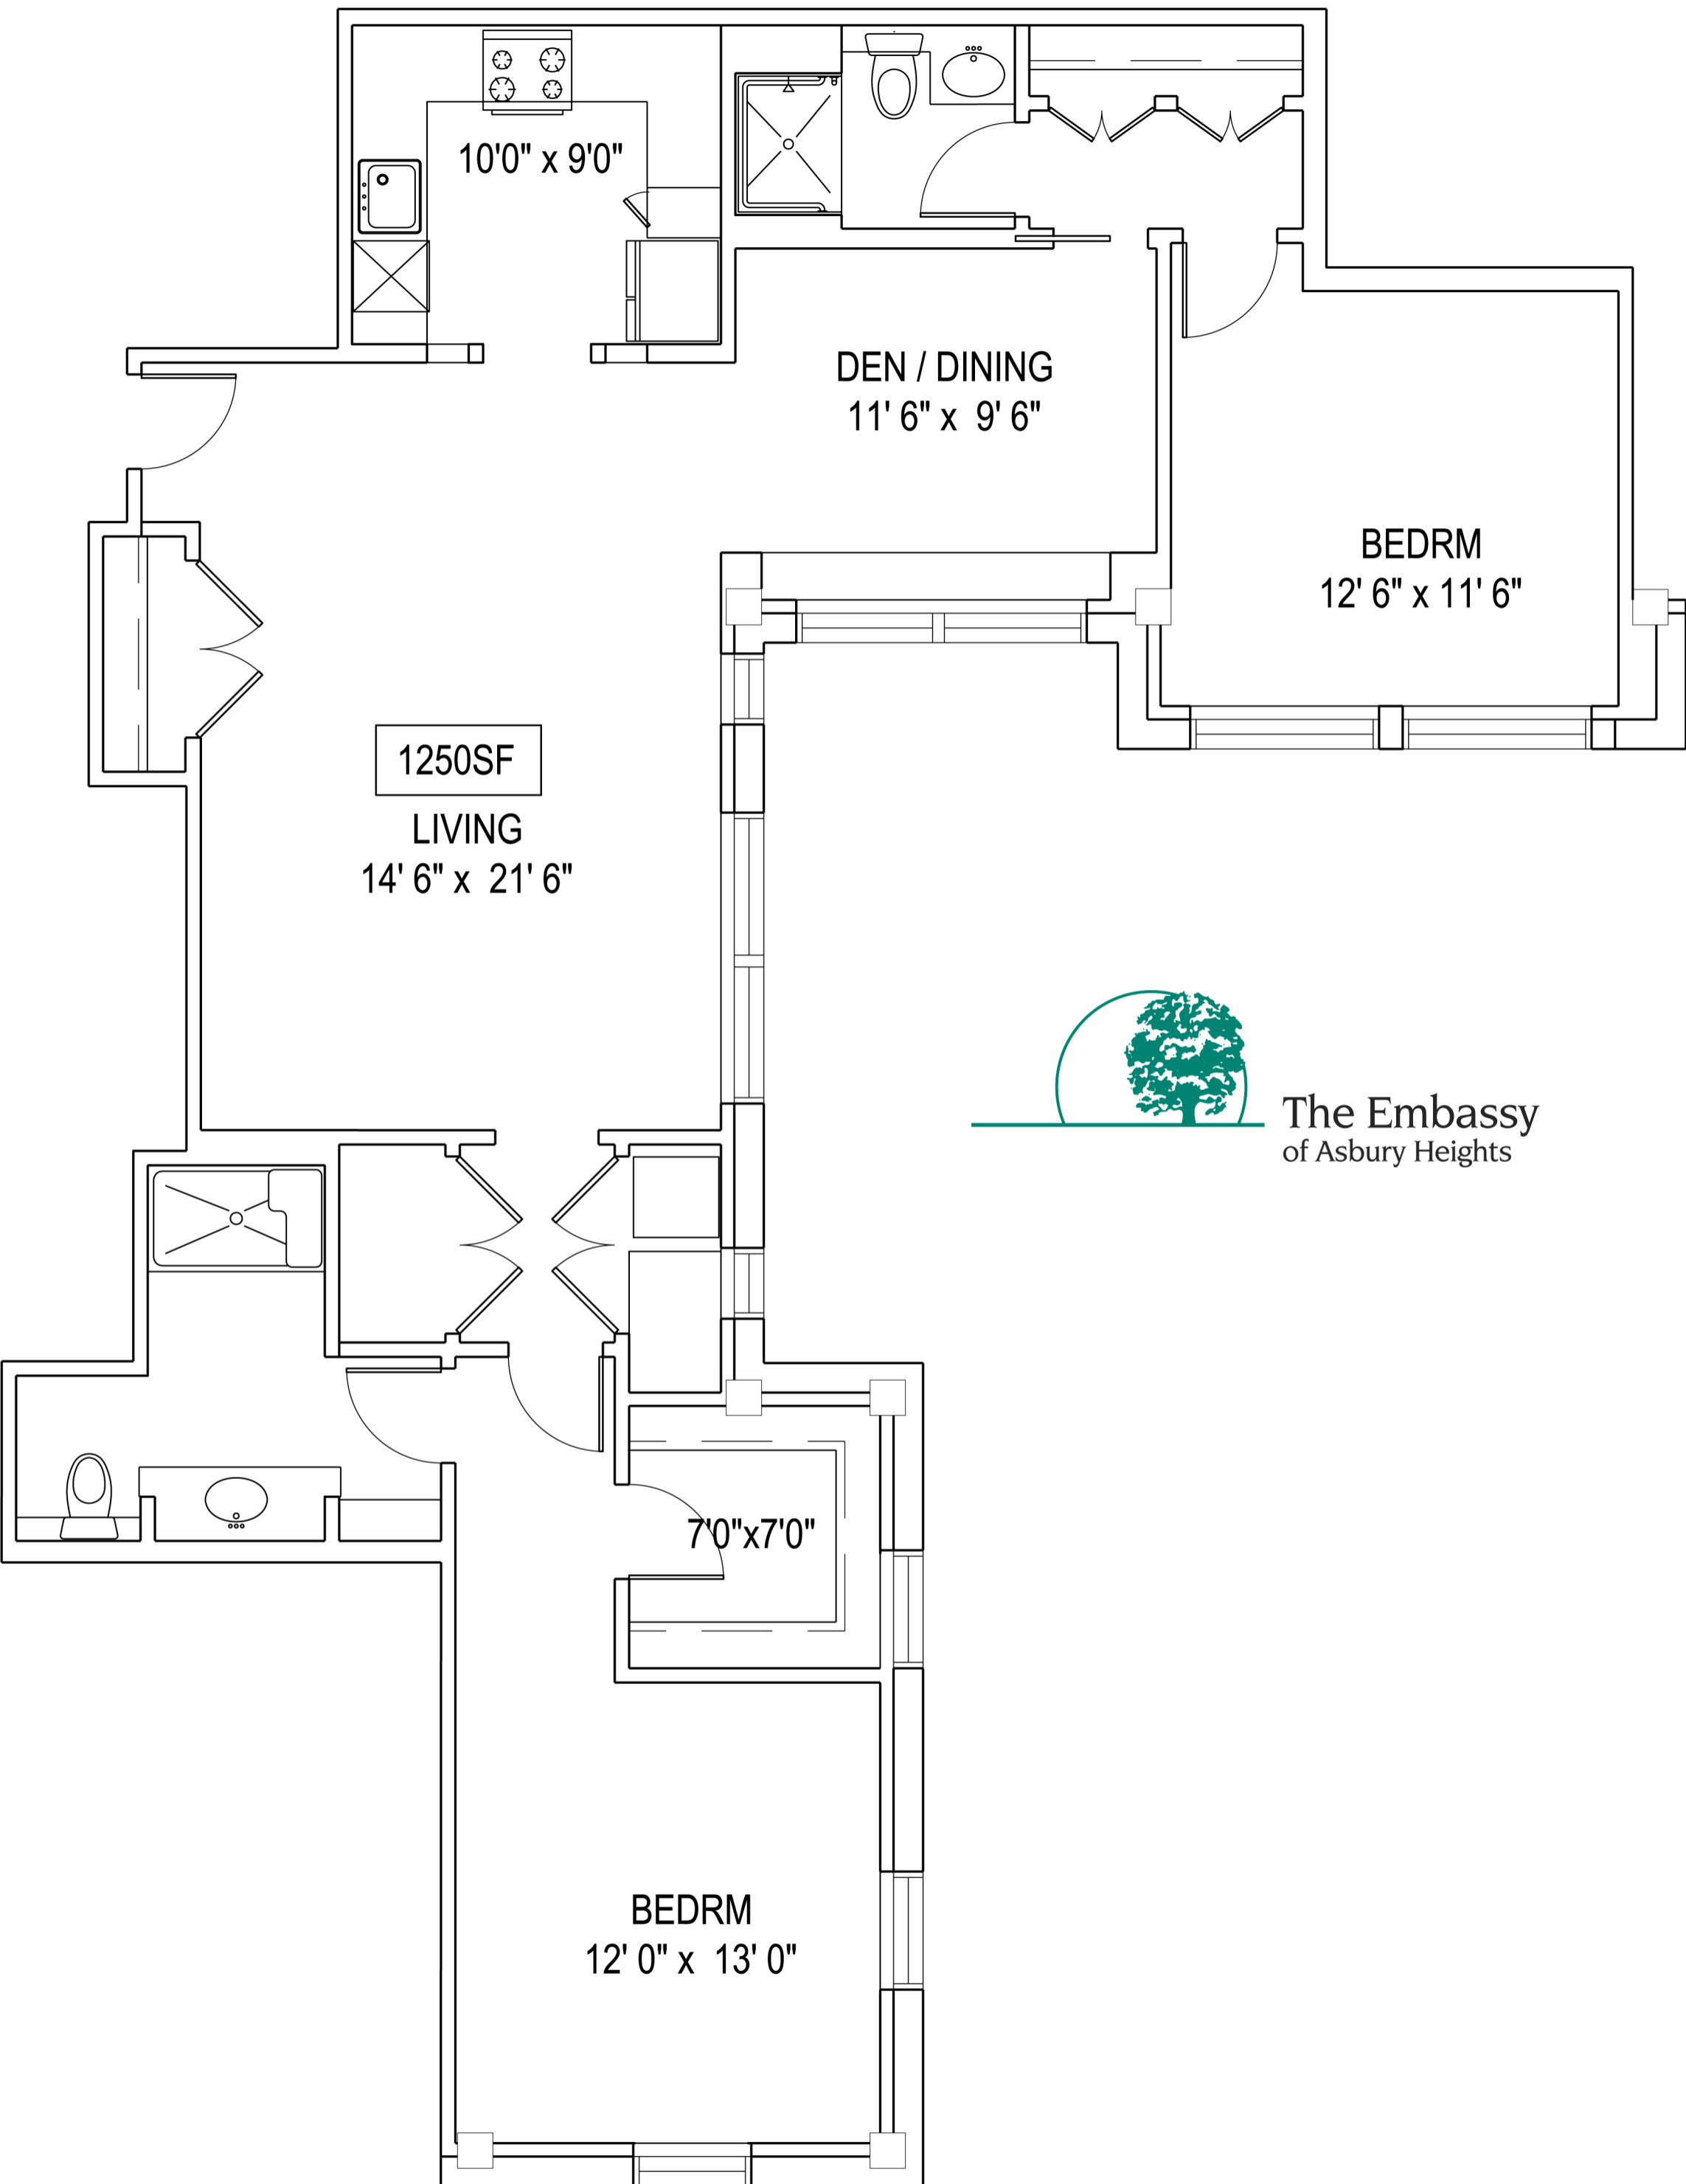 10'0" x 9'0"
DEN / DINING
11' 6" x 9' 6"
BEDRM
12' 6" x 11' 6"
1250SF
LIVING
14' 6" x 21' 6"
The Embassy
of Asbury Heights
7'0"x7'0"
BEDRM
12' 0" x 13' 0"